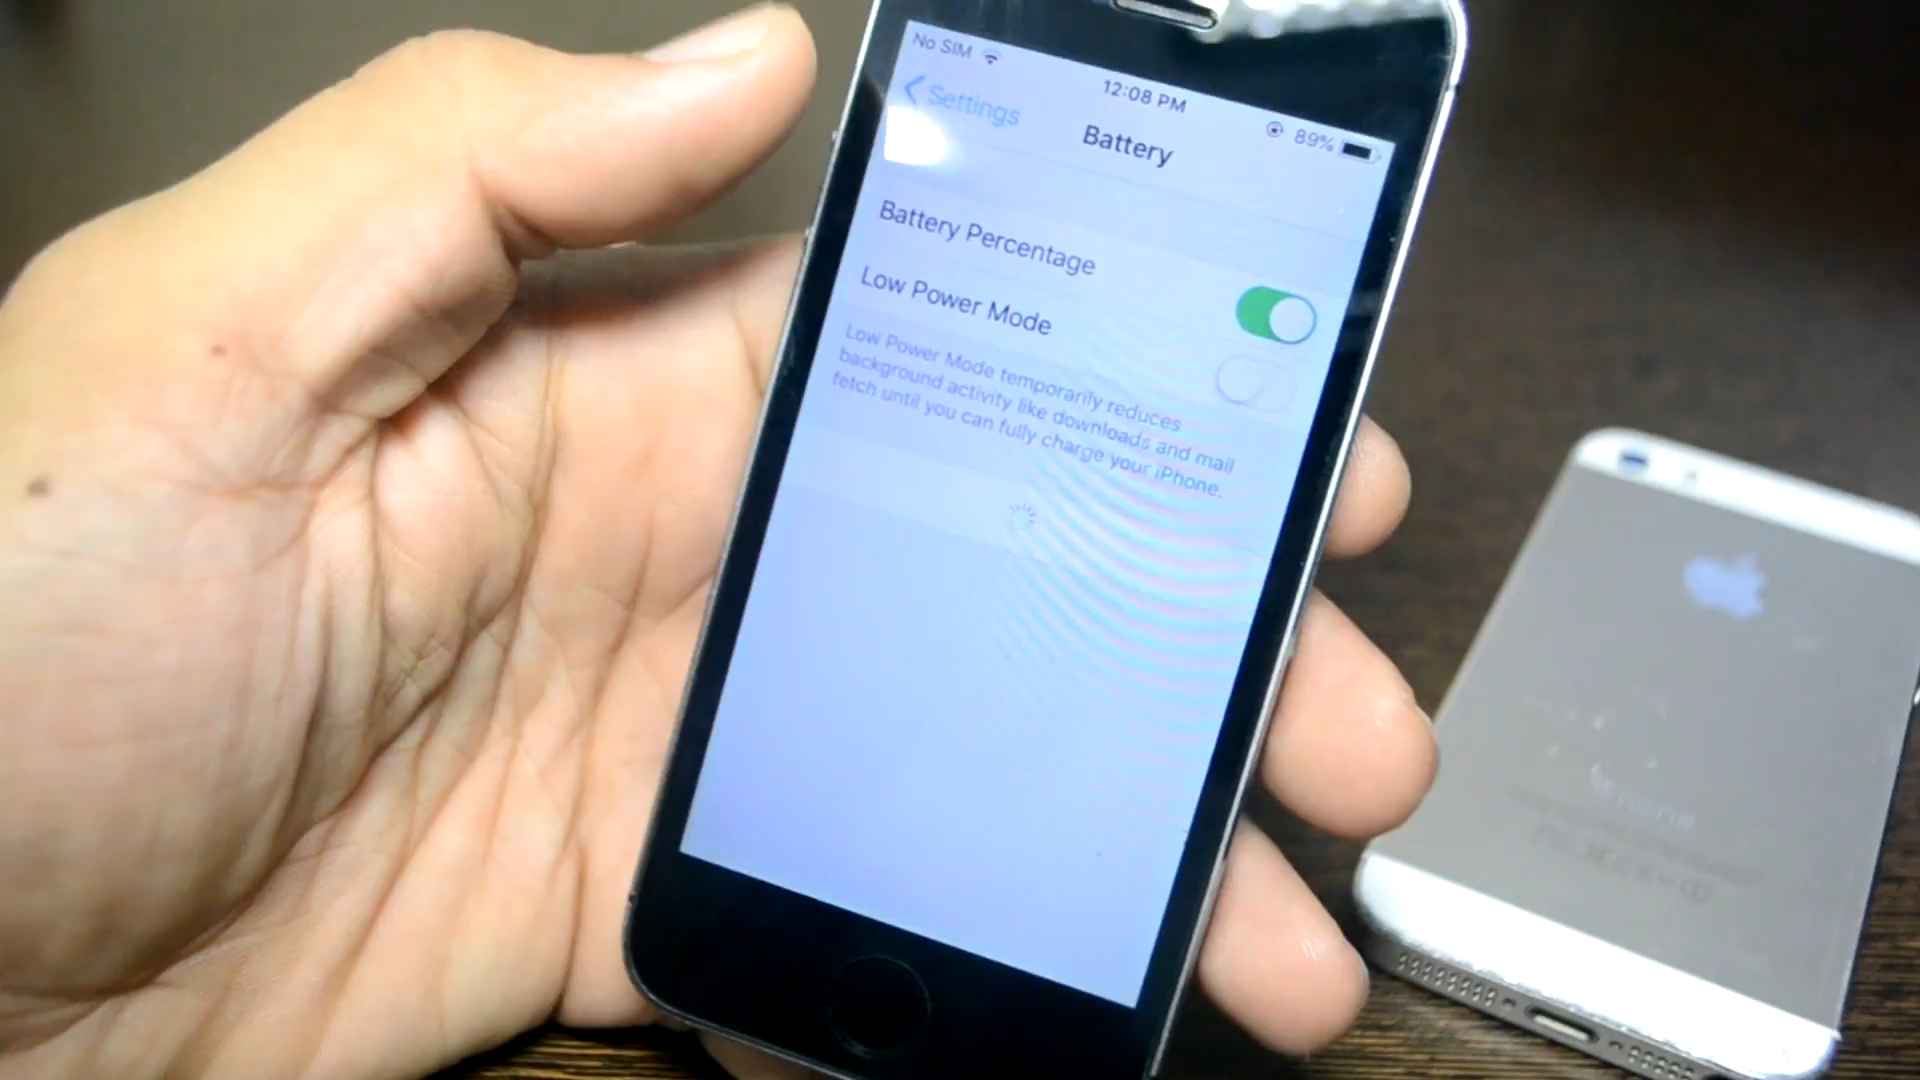 No SIM 12:08 PM 89%
Settings Battery
Battery Percentage
Low Power Mode
Low Power Mode temporarily reduces
background activity like downloads and mail
fetch until you can fully charge your iPhone.
iPhone